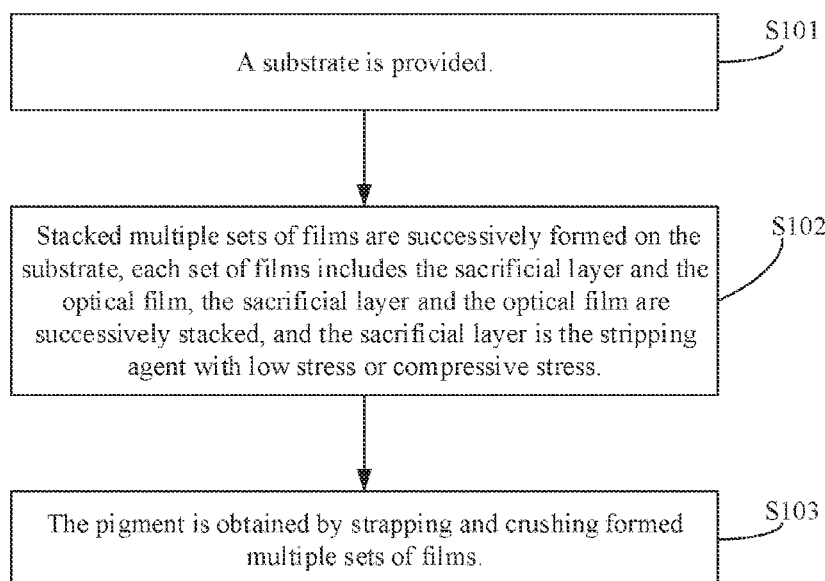 S101
A substrate is provided.
S102
Stacked multiple sets of films are successively formed on the
substrate, each set of films includes the sacrificial layer and the
optical film, the sacrificial layer and the optical film are
successively stacked, and the sacrificial layer is the stripping
agent with low stress or compressive stress.
S103
The pigment is obtained by strapping and crushing formed
multiple sets of films.